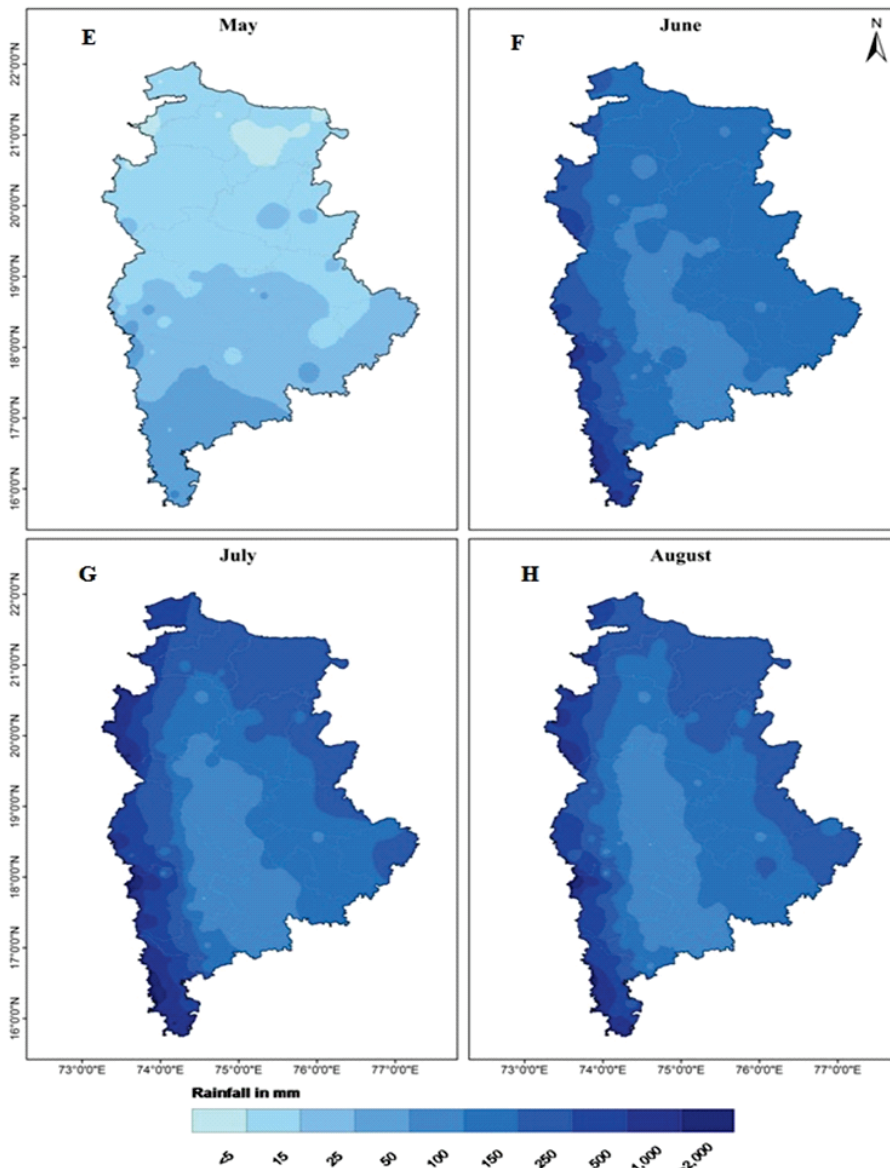 E May
F June
N
22°0'0"N
21°0'0"N
20°0'0"N
19°0'0"N
18°0'0"N
17°0'0"N
16°0'0"N
G July
H August
22°0'0"N
21°0'0"N
20°0'0"N
19°0'0"N
18°0'0"N
17°0'0"N
16°0'0"N
73°0'0"E 74°0'0"E 75°0'0"E 76°0'0"E 77°0'0"E
73°0'0"E 74°0'0"E 75°0'0"E 76°0'0"E 77°0'0"E
Rainfall in mm
<5 15 25 50 100 150 250 500 1,000 2,000